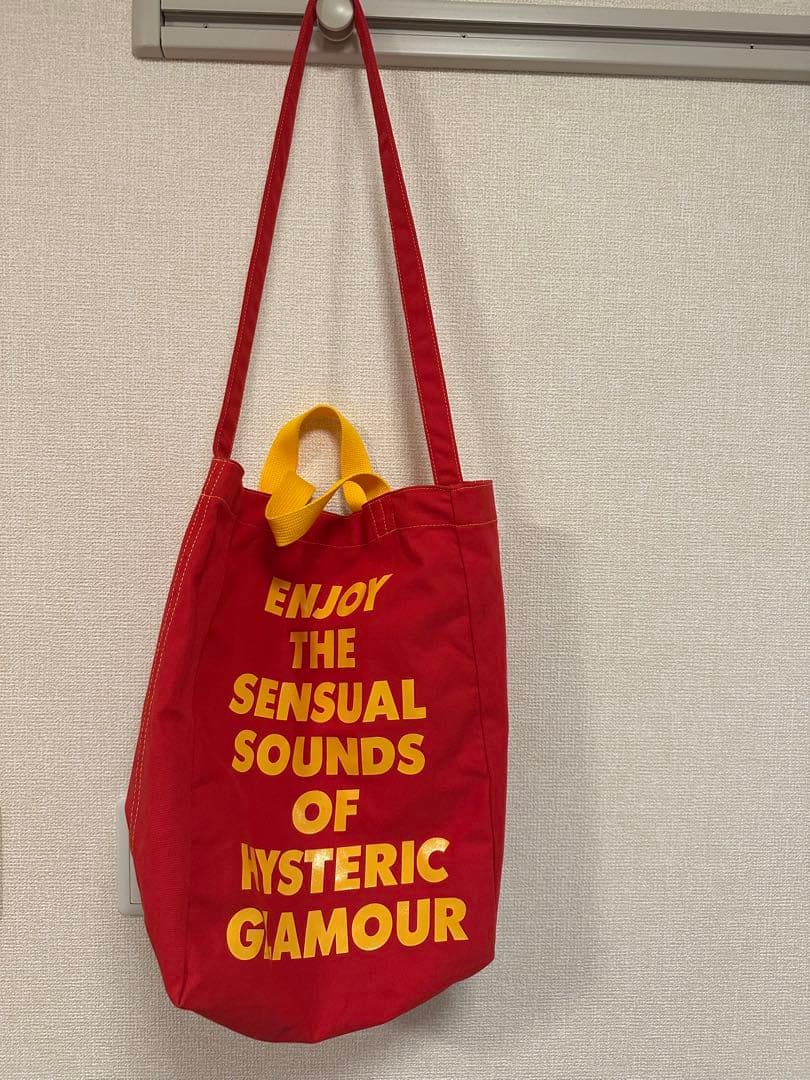 ENJOY
THE
SENSUAL
SOUNDS
OF
HYSTERIC
GLAMOUR